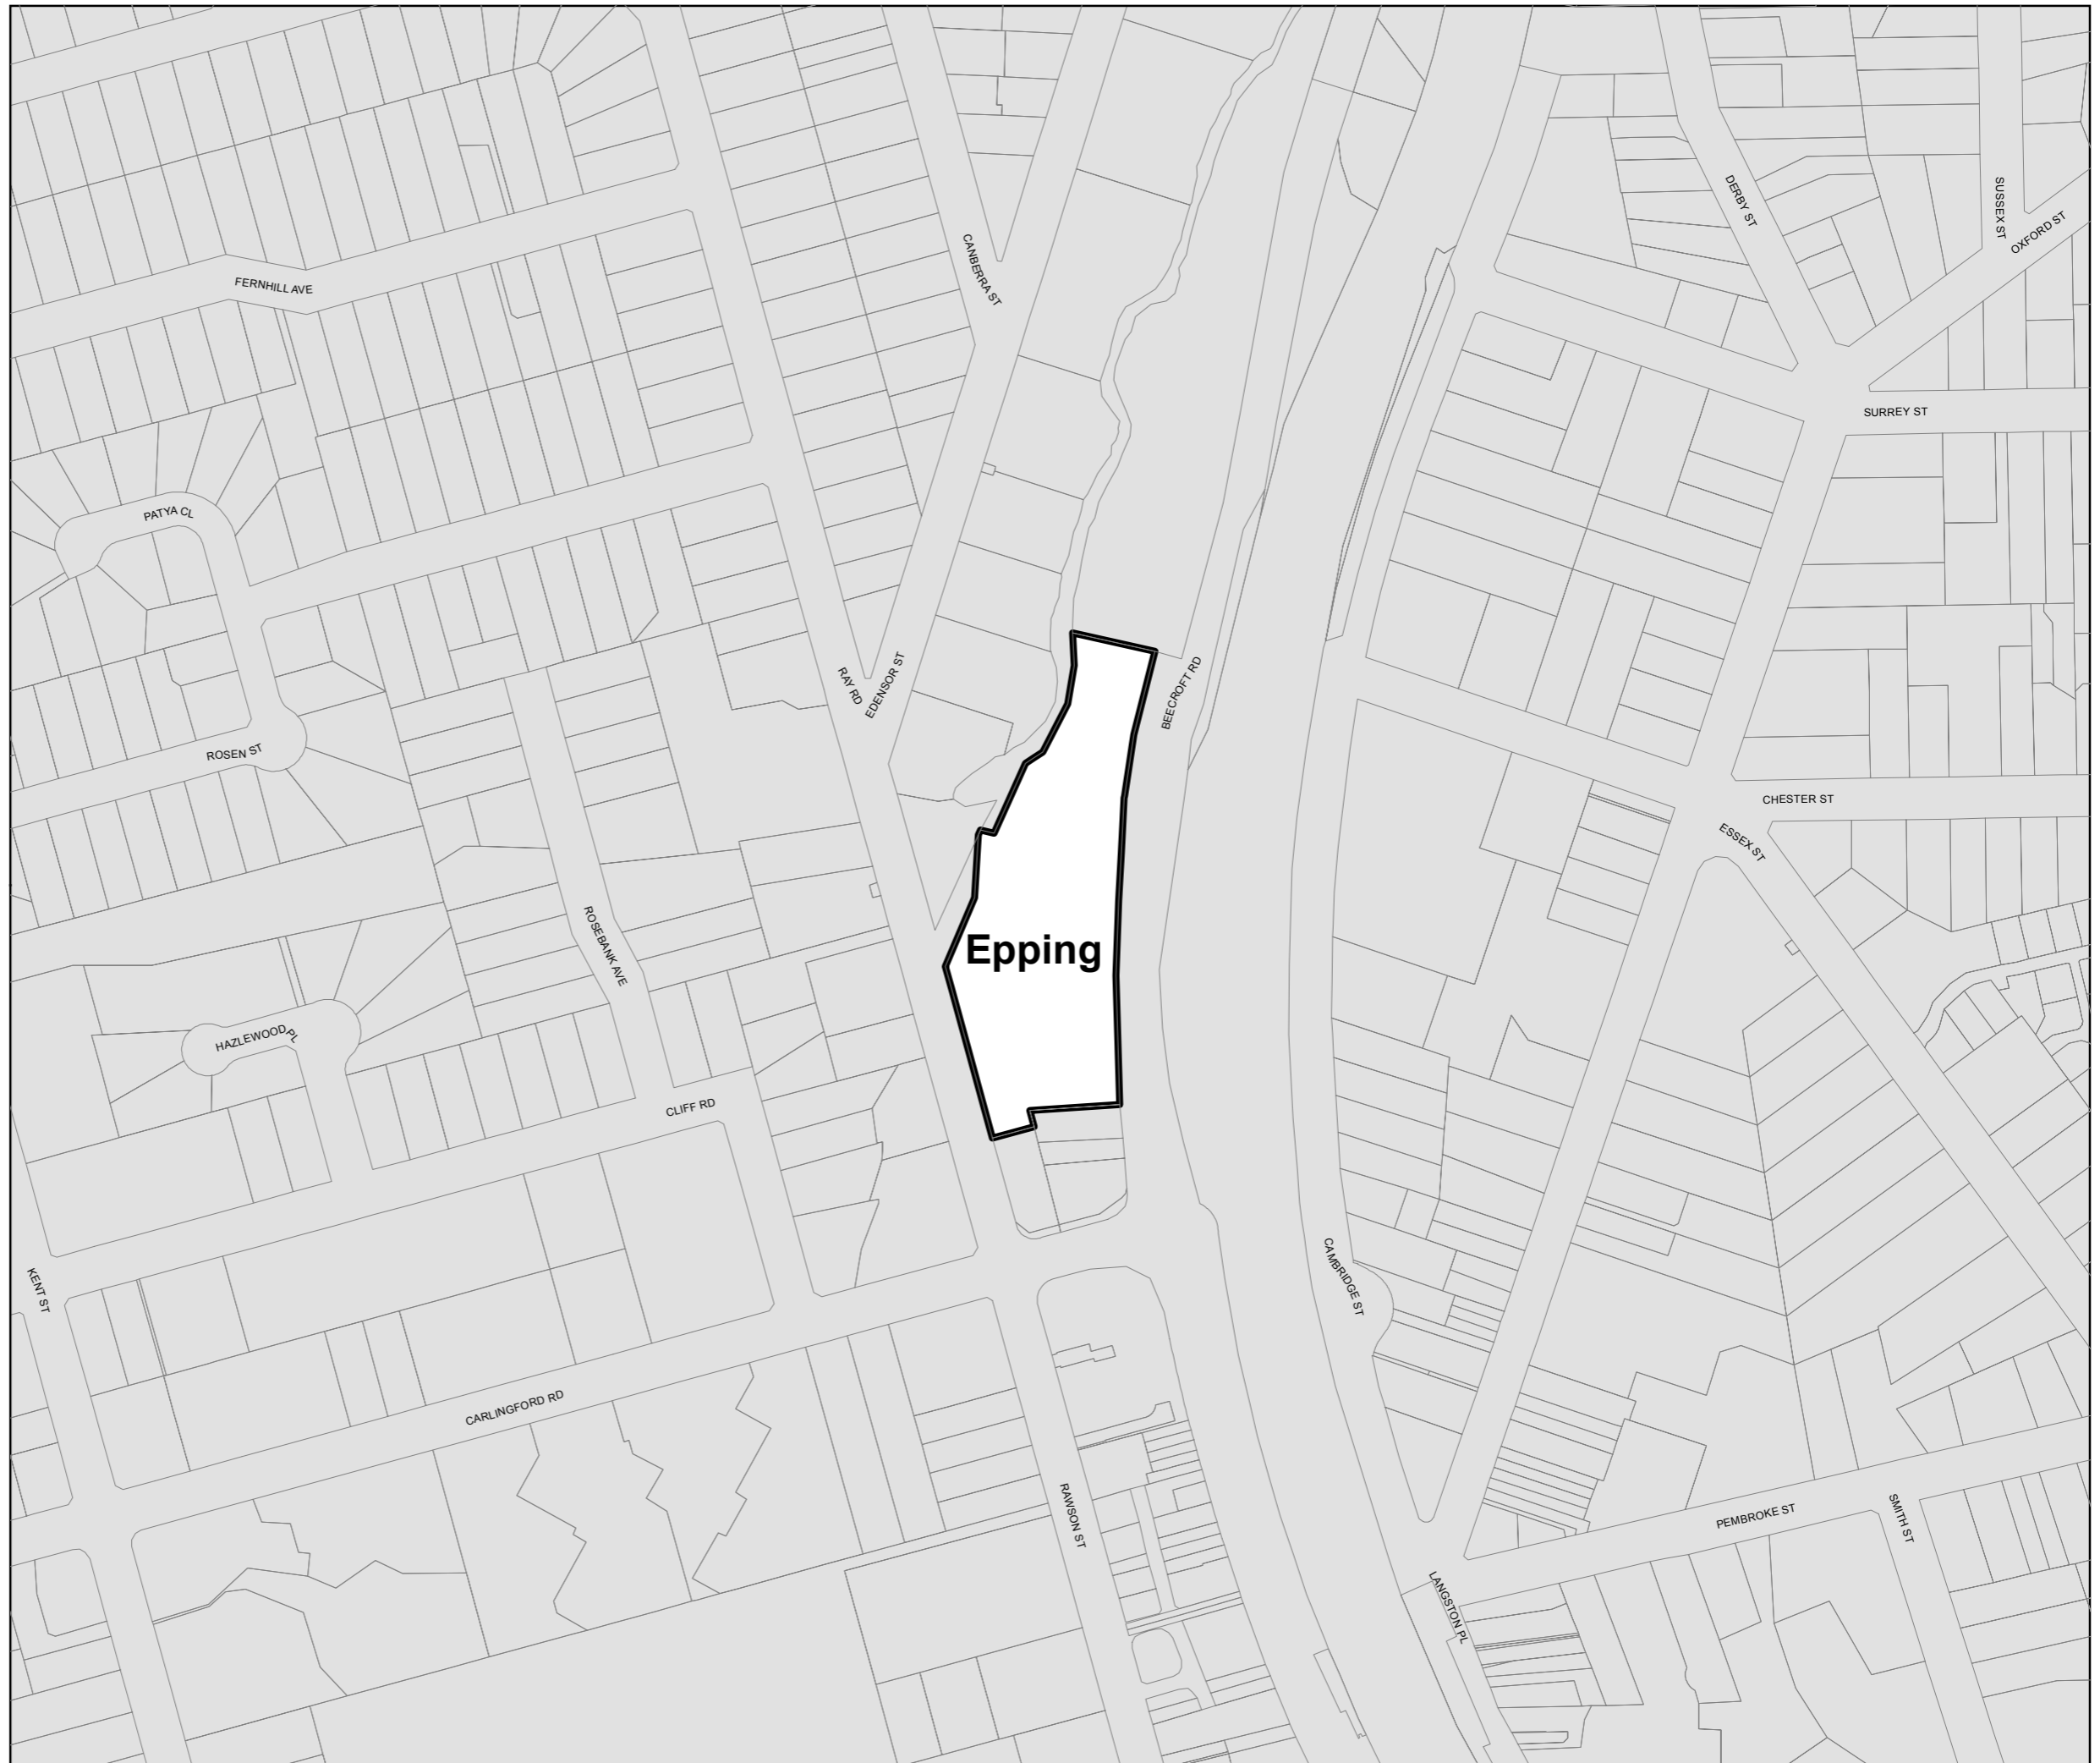 DERBY ST
SUSSEX ST
OXFORD ST
CANBERRA ST
FERNHILL AVE
SURREY ST
PATYA CL
RAY RD
EDENSOR ST
BEECROFT RD
ROSEN ST
CHESTER ST
ESSEX ST
ROSEBANK AVE
Epping
HAZLEWOOD PL
CLIFF RD
KENT ST
CAMBRIDGE ST
CARLINGFORD RD
RAWSON ST
PEMBROKE ST
SMITH ST
LANGSTON PL